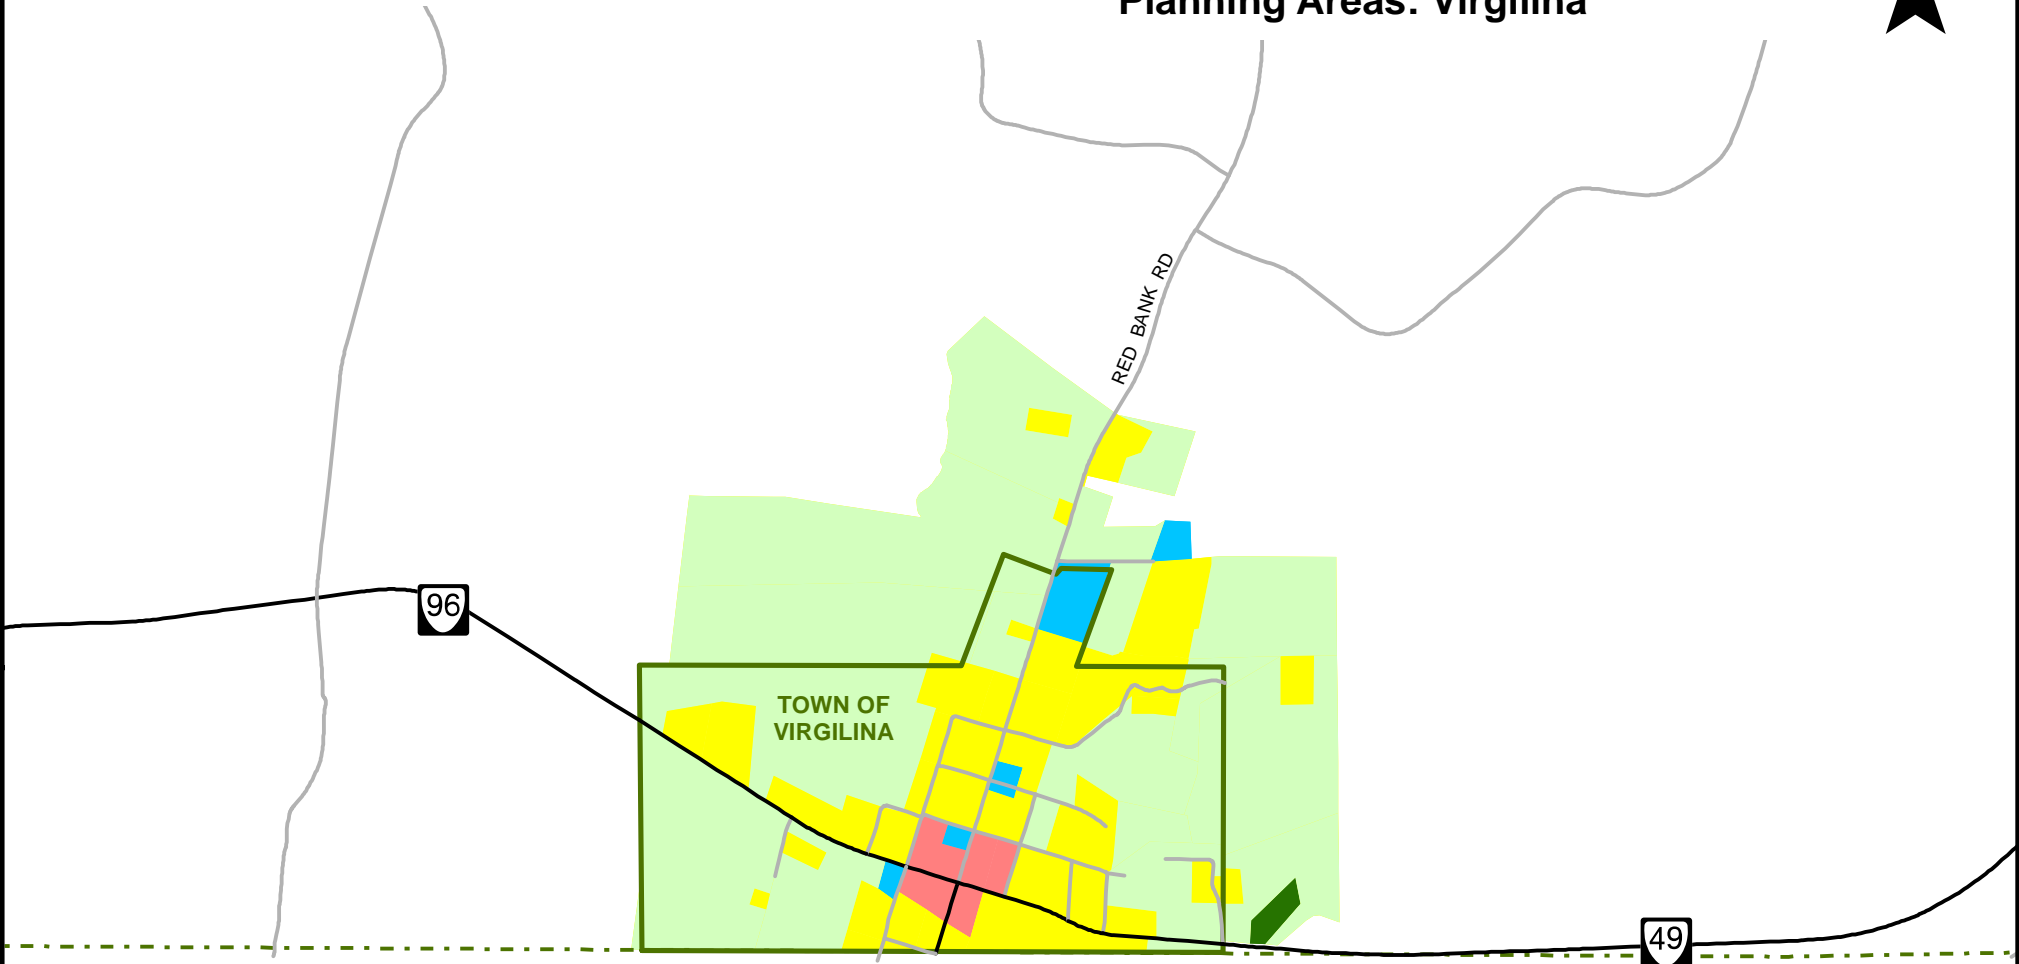 Planning Areas: Virgilina
RED BANK RD
96
TOWN OF
VIRGILINA
49